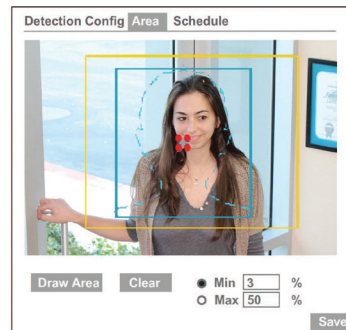 Detection Config Area Schedule
Draw Area Clear Min 3 %
Max 50 %
Save